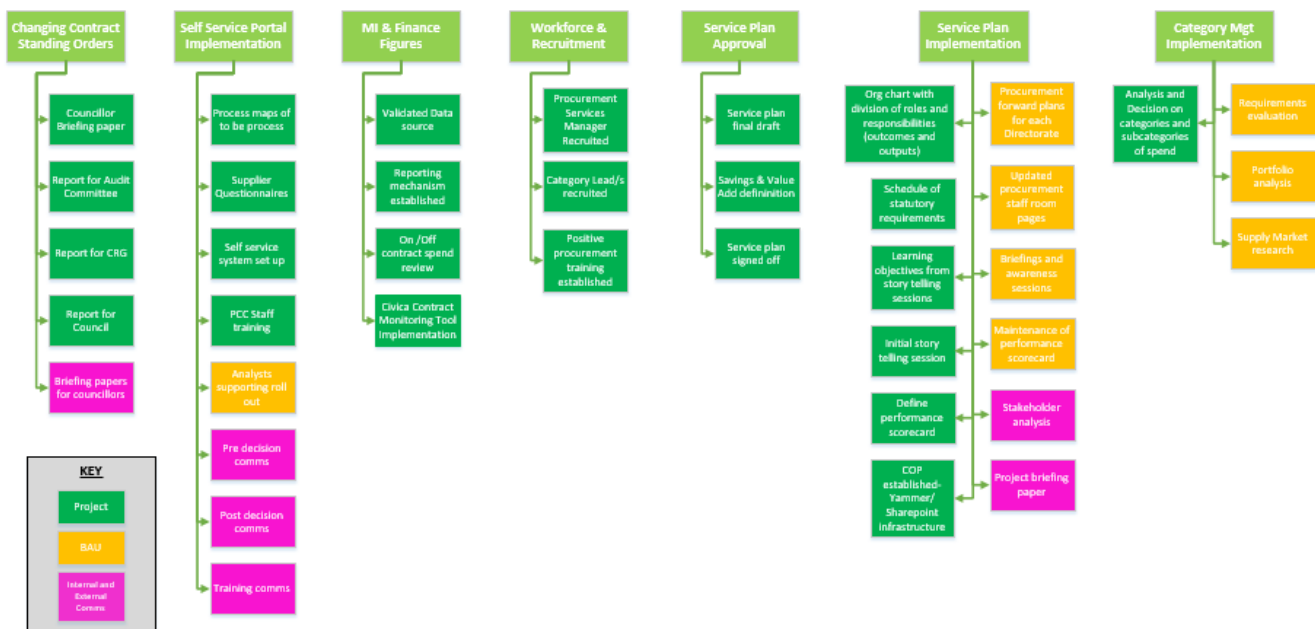 Changing Contract
Standing Orders
Councillor
Briefing paper
Report for Audit
Committee
Report for CRG
Report for
Council
Briefing papers
for councillors
KEY
Project
BAU
Internal and
External
Comms
Self Service Portal
Implementation
Process maps of
to be process
Supplier
Questionnaires
Self service
system set up
PCC Staff
training
Analysts
supporting roll
out
Pre decision
comms
Post decision
comms
Training comms
MI & Finance
Figures
Validated Data
source
Reporting
mechanism
established
On /Off
contract spend
review
Civica Contract
Monitoring Tool
Implementation
Workforce &
Recruitment
Procurement
Services
Manager
Recruited
Category Lead/s
recruited
Positive
procurement
training
established
Service Plan
Approval
Service plan
final draft
Savings & Value
Add defininition
Service plan
signed off
Service Plan
Implementation
Org chart with
division of roles and
responsibilities
(outcomes and
outputs)
Schedule of
statutory
requirements
Learning
objectives from
story telling
sessions
Initial story
telling session
Define
performance
scorecard
COP
established-
Yammer/
Sharepoint
infrastructure
Procurement
forward plans
for each
Directorate
Updated
procurement
staff room
pages
Briefings and
awareness
sessions
Maintenance of
performance
scorecard
Stakeholder
analysis
Project briefing
paper
Category Mgt
Implementation
Analysis and
Decision on
categories and
subcategories
of spend
Requirements
evaluation
Portfolio
analysis
Supply Market
research